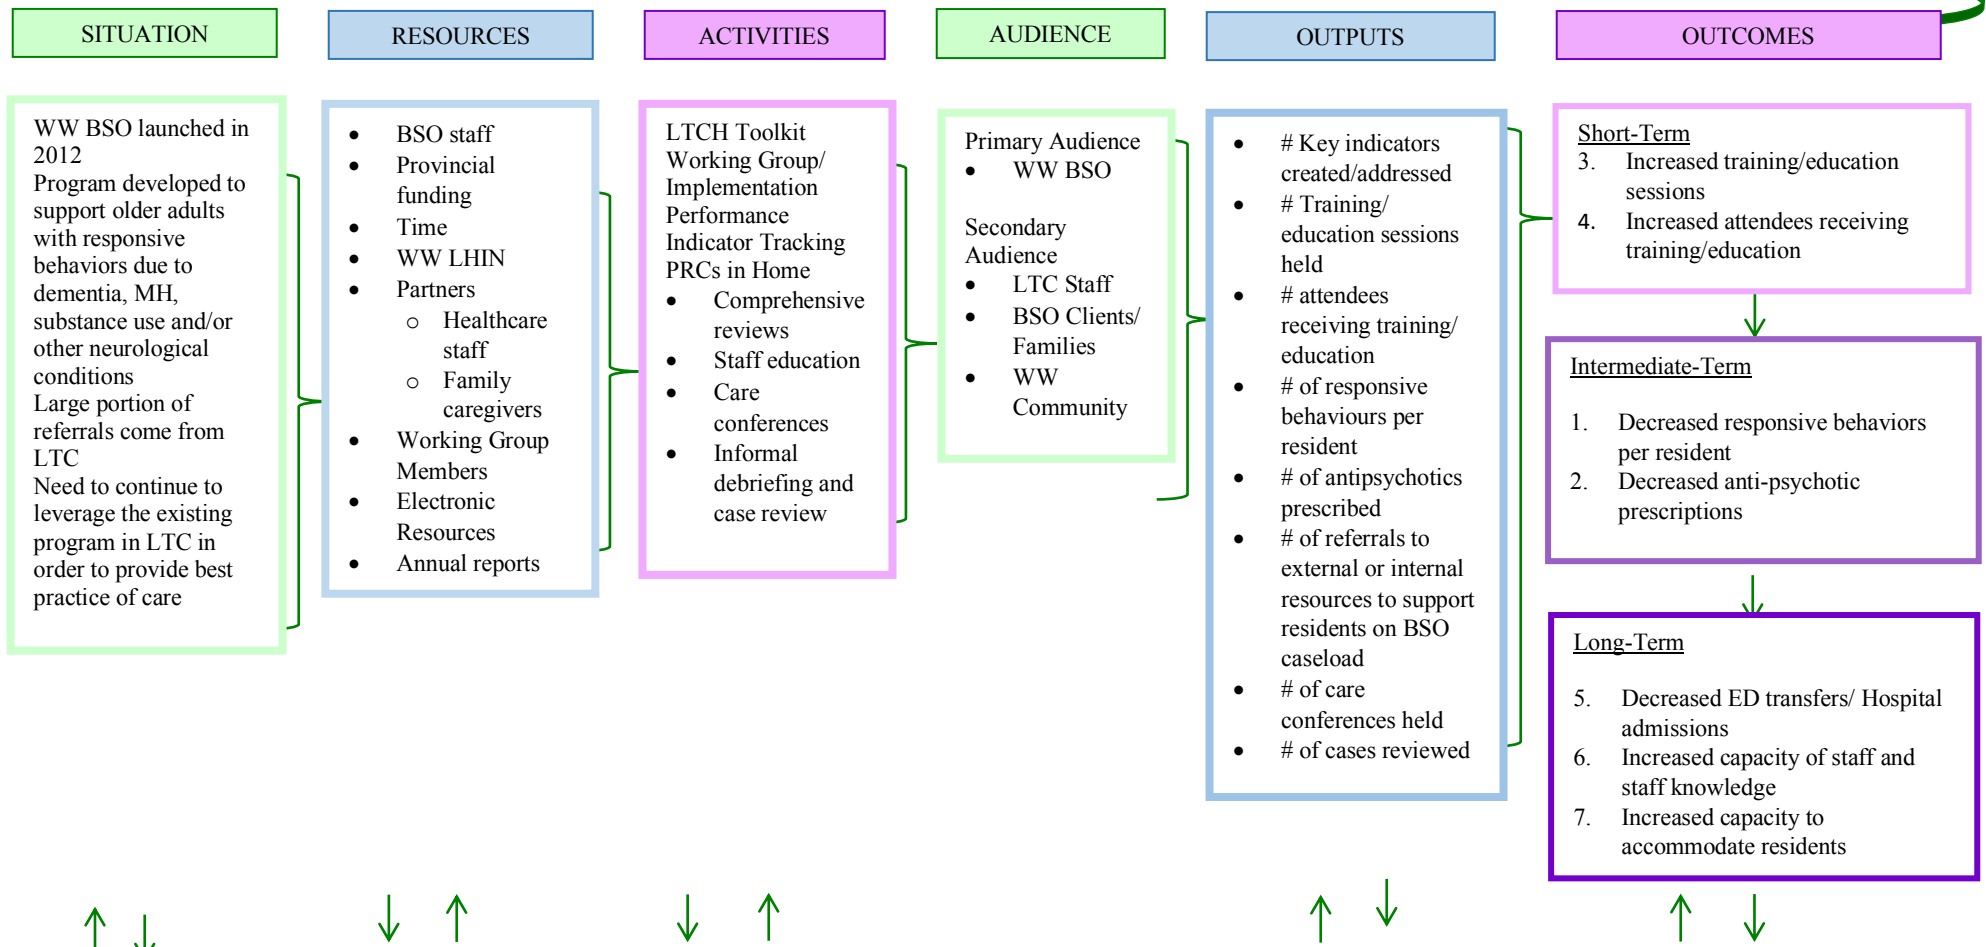 SITUATION
RESOURCES
ACTIVITIES
AUDIENCE
OUTPUTS
OUTCOMES
WW BSO launched in
2012
Program developed to
support older adults
with responsive
behaviors due to
dementia, MH,
substance use and/or
other neurological
conditions
Large portion of
referrals come from
LTC
Need to continue to
leverage the existing
program in LTC in
order to provide best
practice of care
• BSO staff
• Provincial
funding
• Time
• WW LHIN
• Partners
o Healthcare
staff
o Family
caregivers
• Working Group
Members
• Electronic
Resources
• Annual reports
LTCH Toolkit
Working Group/
Implementation
Performance
Indicator Tracking
PRCs in Home
• Comprehensive
reviews
• Staff education
• Care
conferences
• Informal
debriefing and
case review
Primary Audience
• WW BSO
Secondary
Audience
• LTC Staff
• BSO Clients/
Families
• WW
Community
• # Key indicators
created/addressed
• # Training/
education sessions
held
• # attendees
receiving training/
education
• # of responsive
behaviours per
resident
• # of antipsychotics
prescribed
• # of referrals to
external or internal
resources to support
residents on BSO
caseload
• # of care
conferences held
• # of cases reviewed
Short-Term
3. Increased training/education
sessions
4. Increased attendees receiving
training/education
Intermediate-Term
1. Decreased responsive behaviors
per resident
2. Decreased anti-psychotic
prescriptions
Long-Term
5. Decreased ED transfers/ Hospital
admissions
6. Increased capacity of staff and
staff knowledge
7. Increased capacity to
accommodate residents